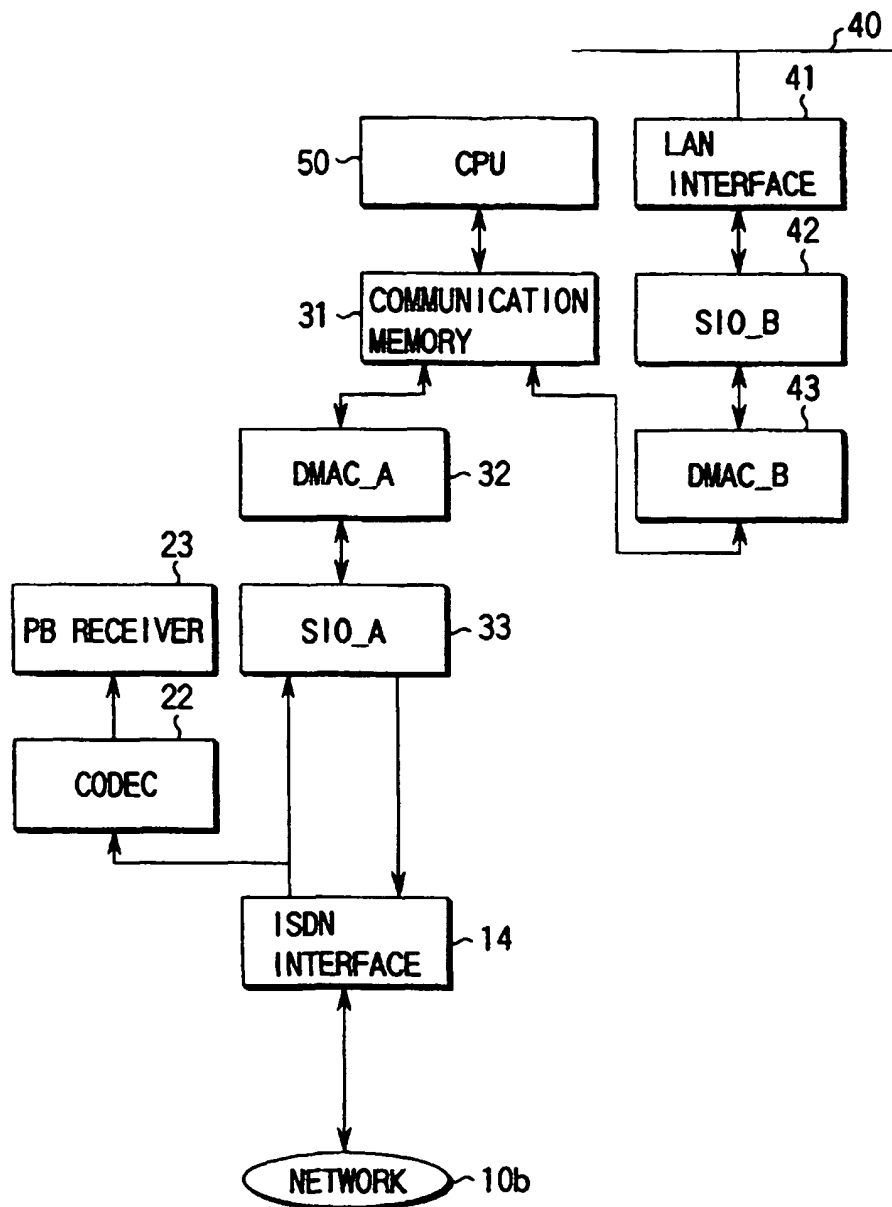 40
41
LAN
INTERFACE
50
CPU
42
31
COMMUNICATION
MEMORY
SIO_B
43
DMAC_A
32
DMAC_B
23
PB RECEIVER
SIO_A
33
22
CODEC
ISDN
INTERFACE
14
NETWORK
10b